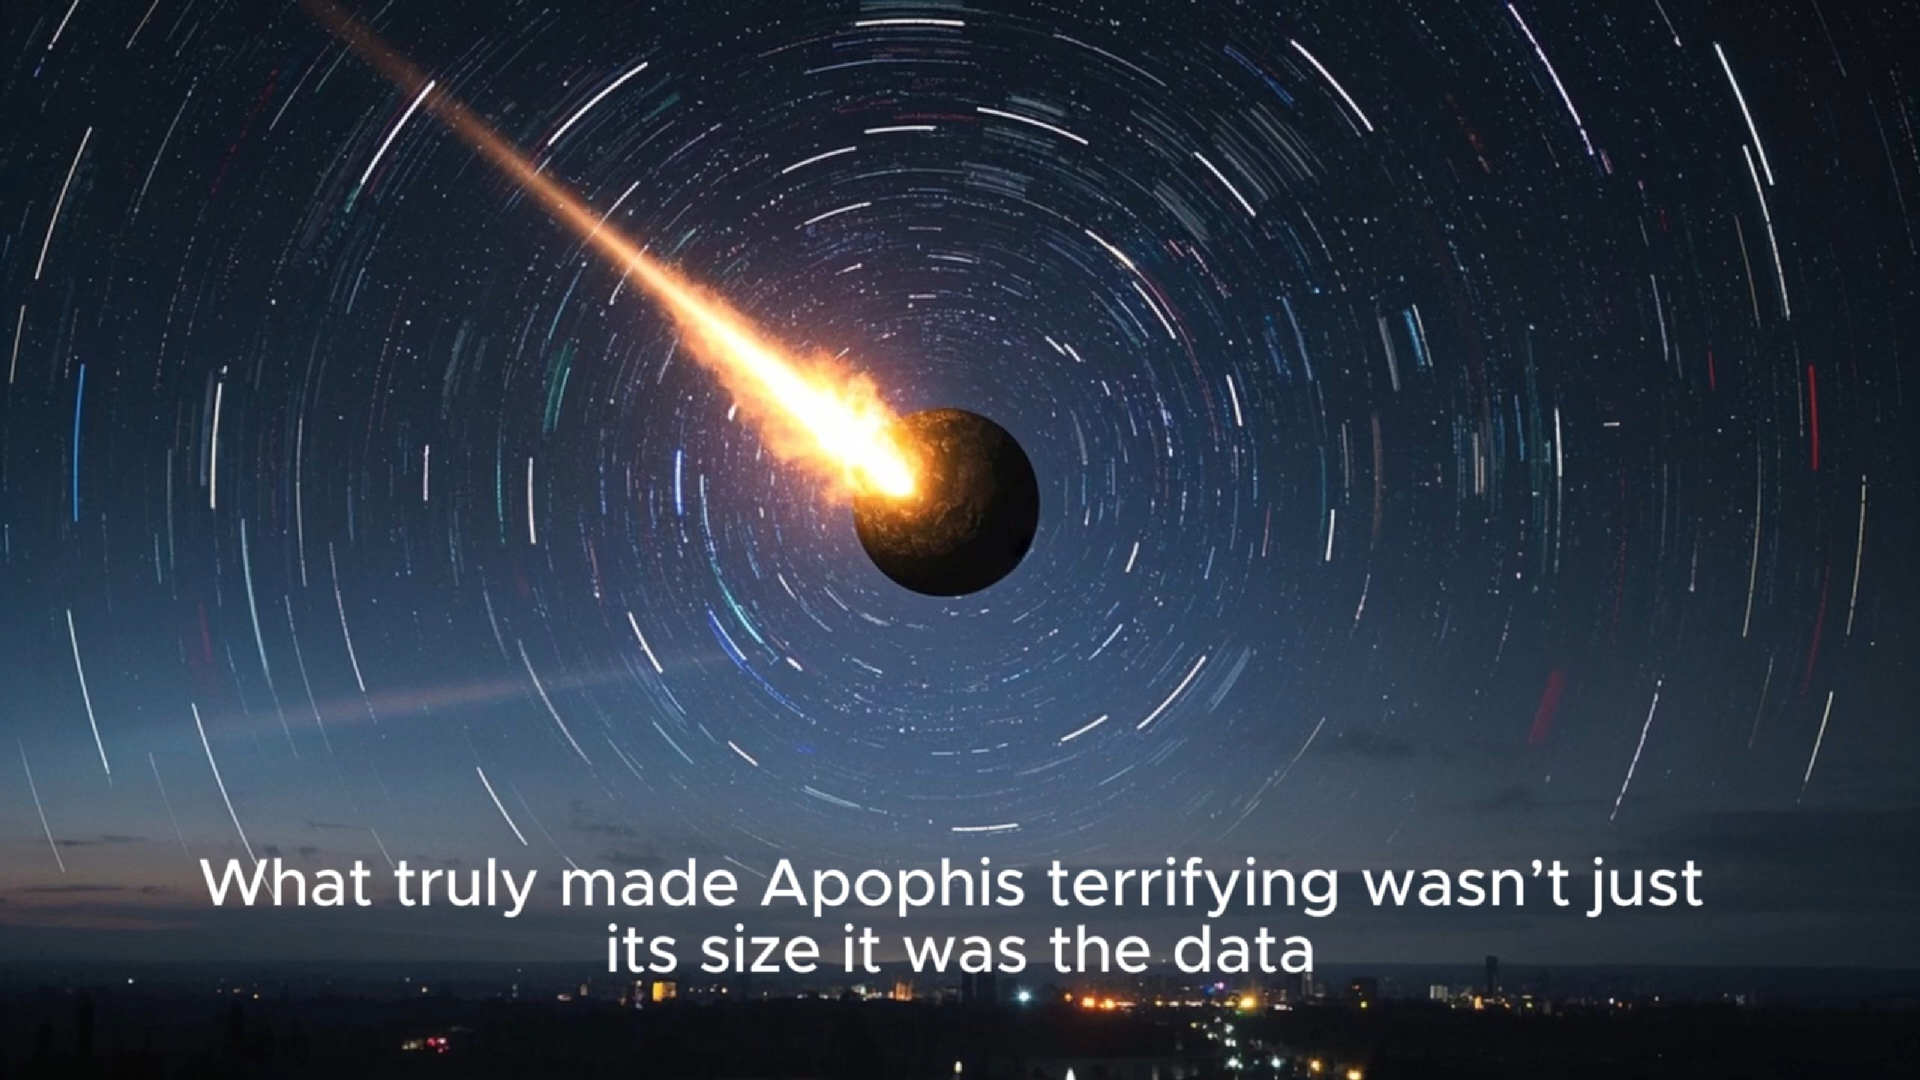 What truly made Apophis terrifying wasn’t just
its size it was the data